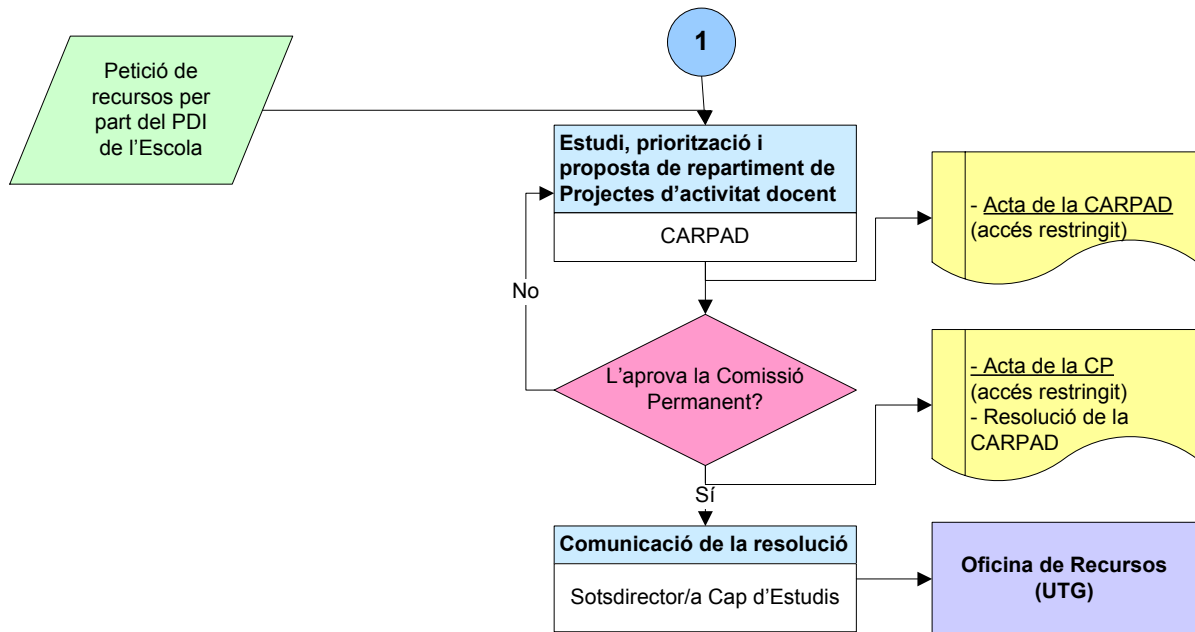 1
Petició de
recursos per
part del PDI
de l’Escola
Estudi, priorització i
proposta de repartiment de
Projectes d’activitat docent
CARPAD
- Acta de la CARPAD
(accés restringit)
No
L’aprova la Comissió
Permanent?
- Acta de la CP
(accés restringit)
- Resolució de la
CARPAD
Sí
Comunicació de la resolució
Sotsdirector/a Cap d’Estudis
Oficina de Recursos
(UTG)